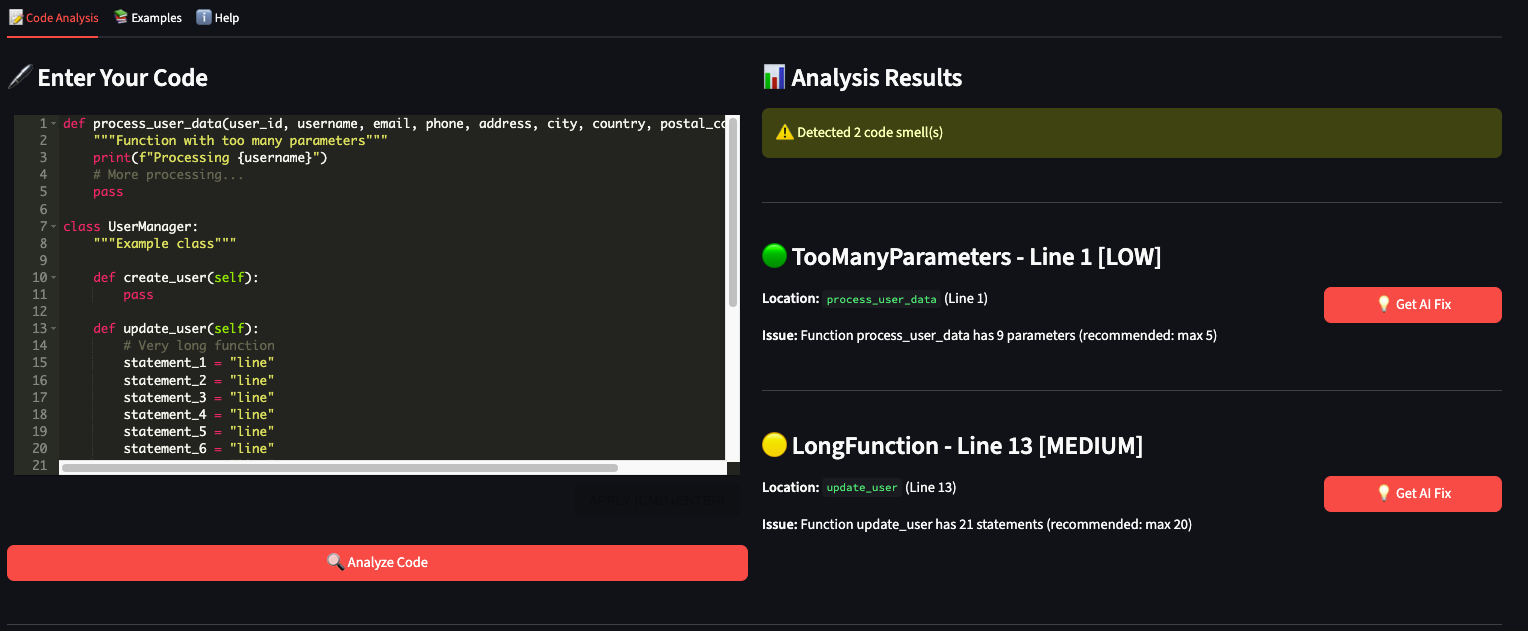 Code Analysis Examples Help
Enter Your Code
1 def process_user_data(user_id, username, email, phone, address, city, country, postal_co
2 """Function with too many parameters"""
3 print(f"Processing {username}")
4 # More processing...
5 pass
6
7 class UserManager:
8 """Example class"""
9
10 def create_user(self):
11 pass
12
13 def update_user(self):
14 # Very long function
15 statement_1 = "line"
16 statement_2 = "line"
17 statement_3 = "line"
18 statement_4 = "line"
19 statement_5 = "line"
20 statement_6 = "line"
21
Analyze Code
Analysis Results
Detected 2 code smell(s)
TooManyParameters - Line 1 [LOW]
Location: process_user_data (Line 1)
Get AI Fix
Issue: Function process_user_data has 9 parameters (recommended: max 5)
LongFunction - Line 13 [MEDIUM]
Location: update_user (Line 13)
Get AI Fix
Issue: Function update_user has 21 statements (recommended: max 20)